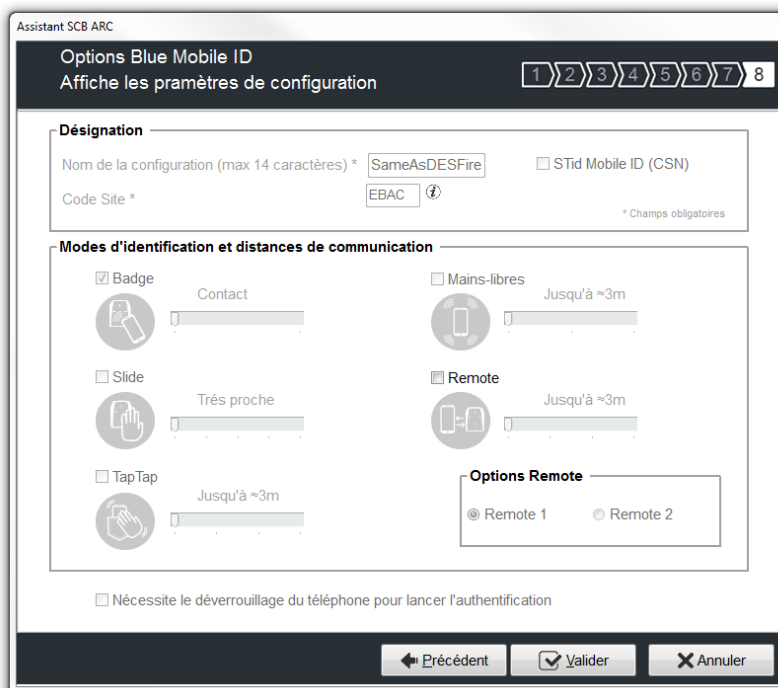 Assistant SCB ARC
Options Blue Mobile ID
Affiche les pramètres de configuration
1 2 3 4 5 6 7 8
Désignation
Nom de la configuration (max 14 caractères) * SameAsDESFire
STid Mobile ID (CSN)
Code Site * EBAC i
* Champs obligatoires
Modes d'identification et distances de communication
Badge
Contact
Mains-libres
Jusqu'à ≈3m
Slide
Trés proche
Remote
Jusqu'à ≈3m
TapTap
Jusqu'à ≈3m
Options Remote
Remote 1 Remote 2
Nécessite le déverrouillage du téléphone pour lancer l'authentification
Précédent Valider Annuler